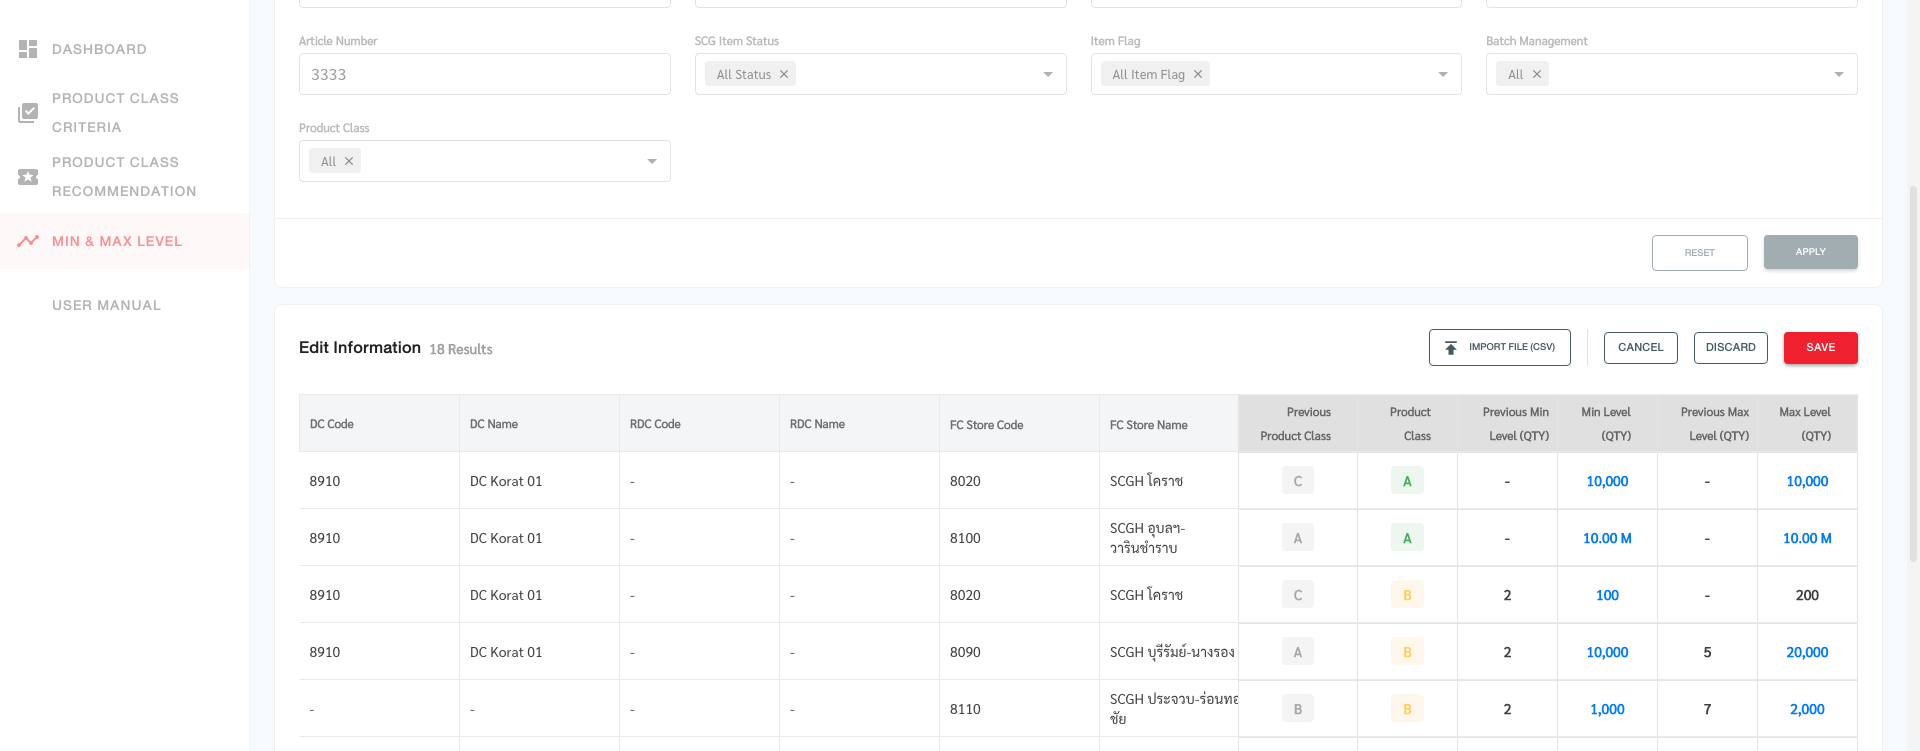 DASHBOARD
PRODUCT CLASS
CRITERIA
PRODUCT CLASS
RECOMMENDATION
MIN & MAX LEVEL
USER MANUAL
Article Number
SCG Item Status
Item Flag
Batch Management
3333
All Status ×
All Item Flag ×
All ×
Product Class
All ×
RESET
APPLY
Edit Information 18 Results
IMPORT FILE (CSV)
CANCEL
DISCARD
SAVE
DC Code DC Name RDC Code RDC Name FC Store Code FC Store Name Previous Product Class Product Class Previous Min Level (QTY) Min Level (QTY) Previous Max Level (QTY) Max Level (QTY)
8910 DC Korat 01 - - 8020 SCGH โคราช C A - 10,000 - 10,000
8910 DC Korat 01 - - 8100 SCGH อุบลฯ-วารินชำราบ A A - 10.00 M - 10.00 M
8910 DC Korat 01 - - 8020 SCGH โคราช C B 2 100 - 200
8910 DC Korat 01 - - 8090 SCGH บุรีรัมย์-นางรอง A B 2 10,000 5 20,000
- - - - 8110 SCGH ประจวบ-ร่อนทอ ชัย B B 2 1,000 7 2,000